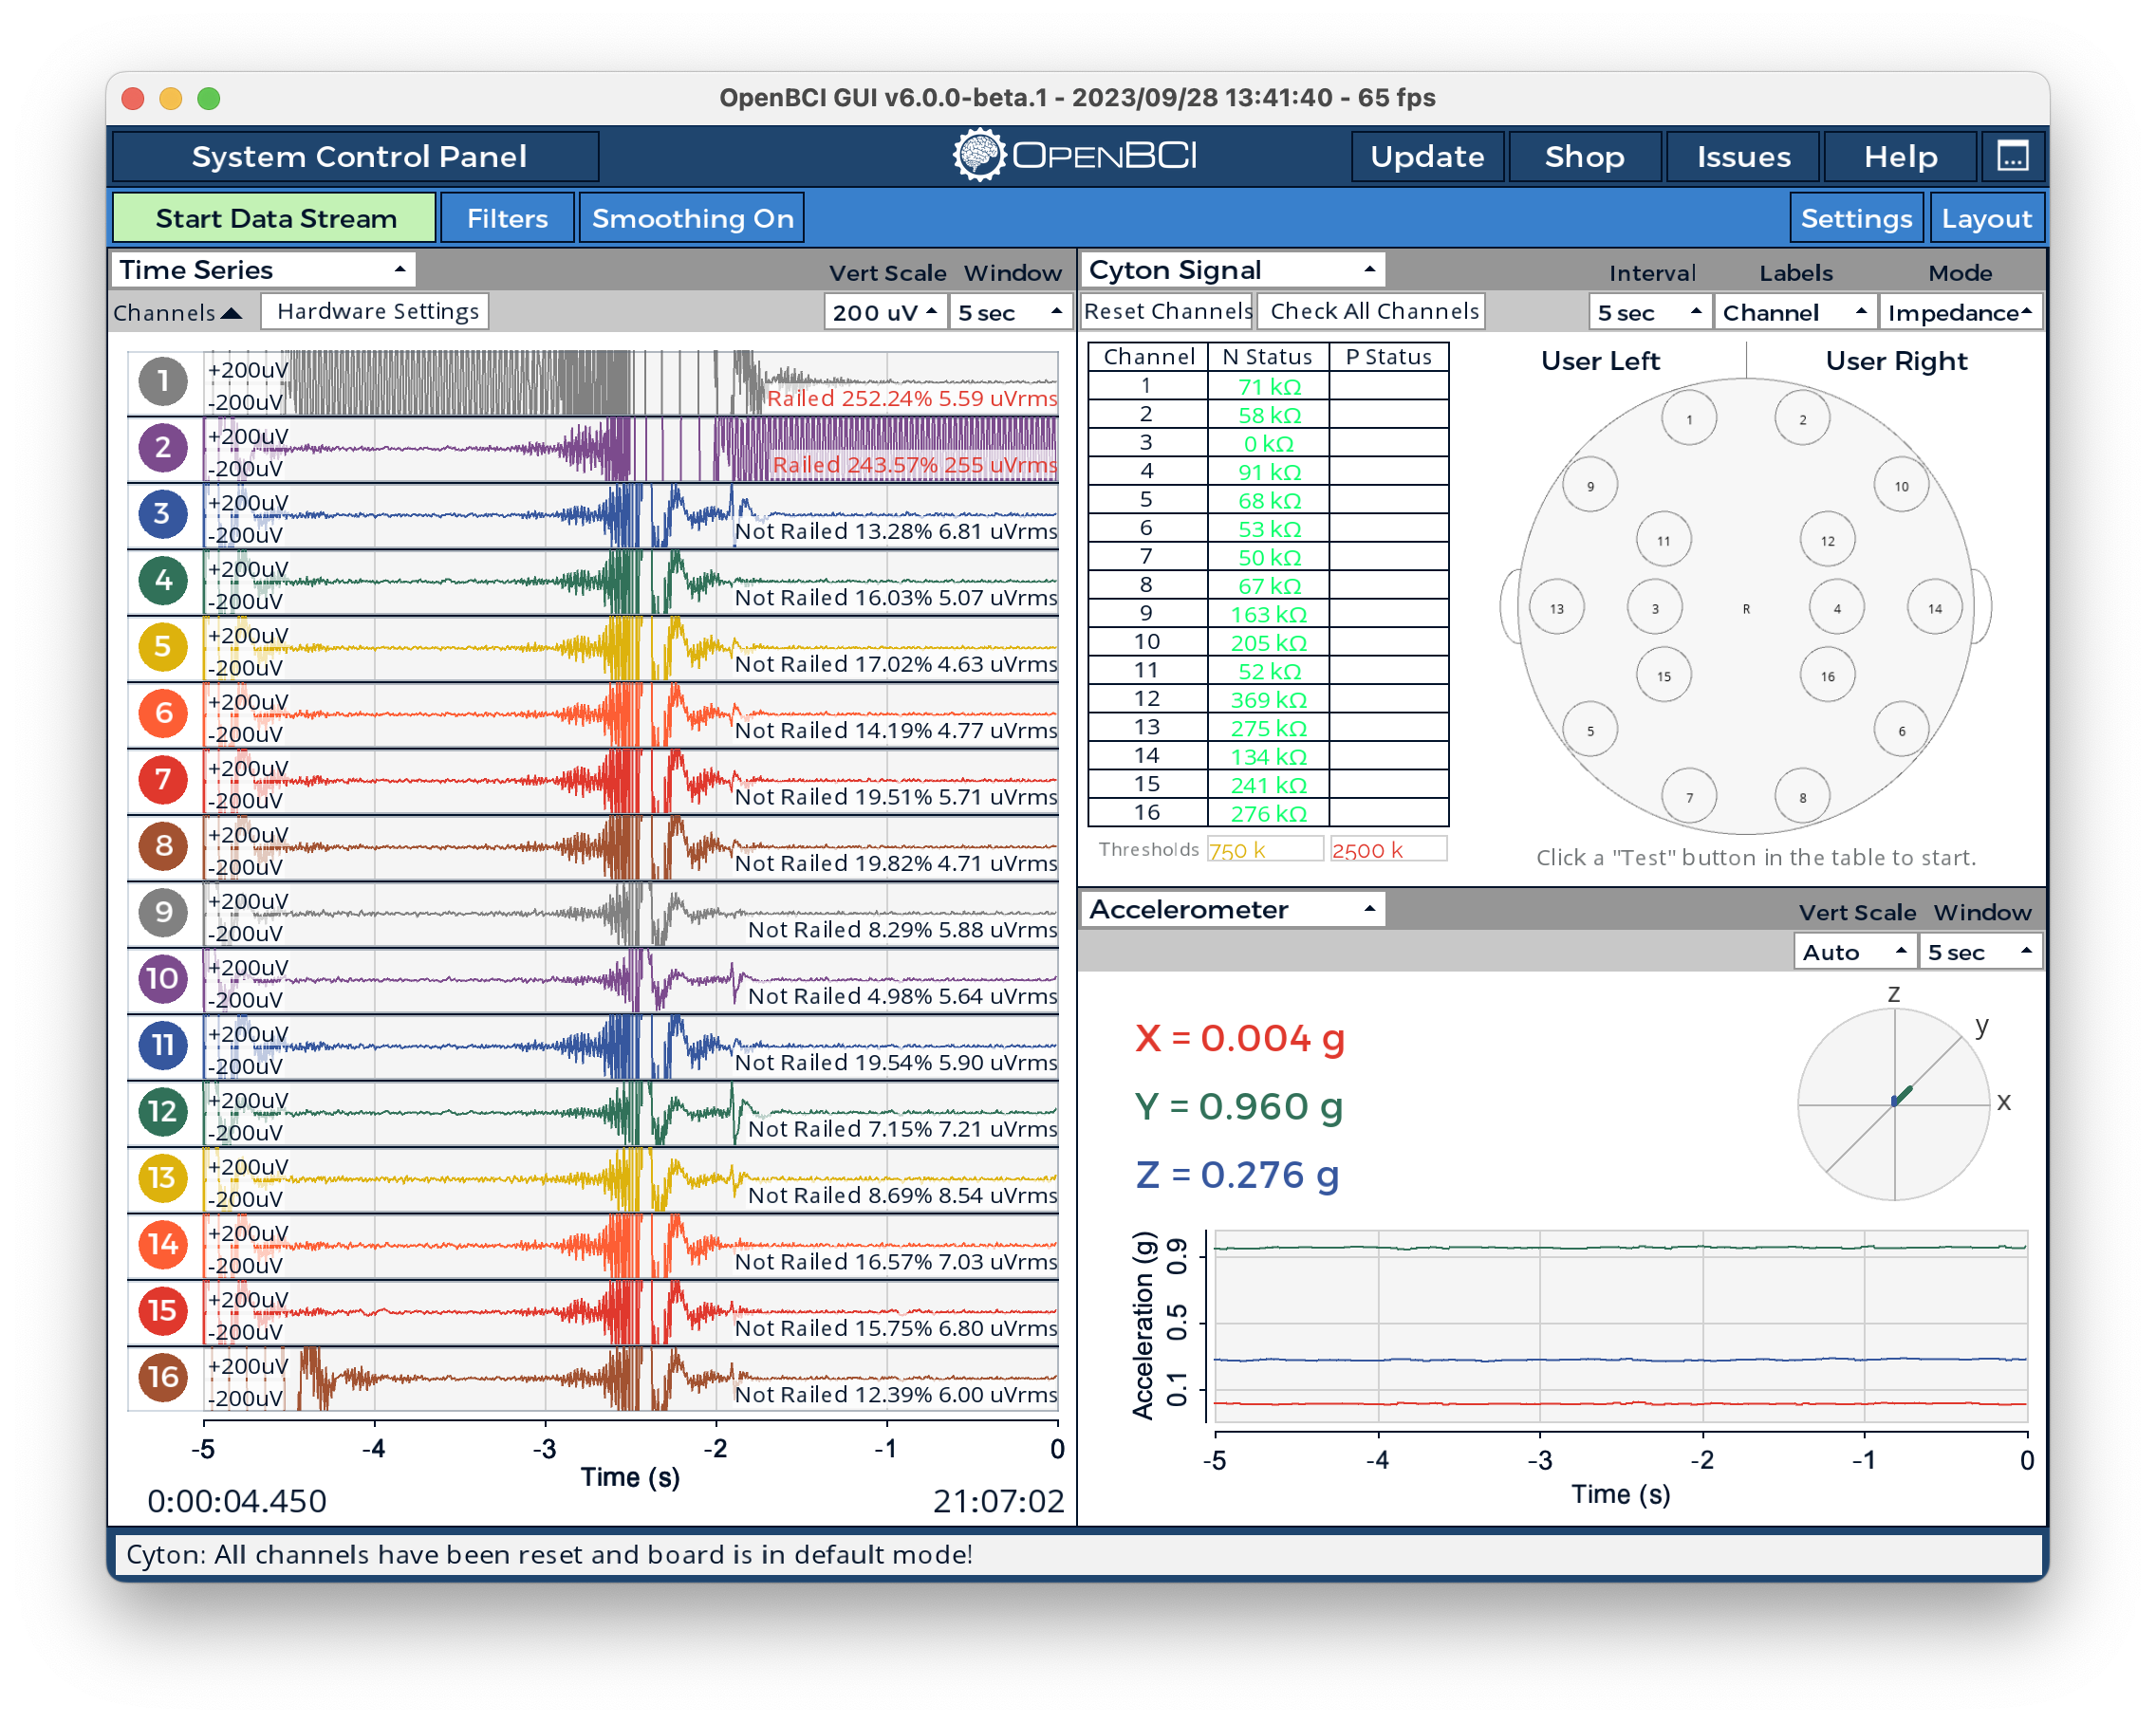 OpenBCI GUI v6.0.0-beta.1 - 2023/09/28 13:41:40 - 65 fps
System Control Panel
OPENBCI
Update
Shop
Issues
Help
Start Data Stream
Filters
Smoothing On
Settings
Layout
Time Series
Vert Scale
Window
Channels
Hardware Settings
200 uV
5 sec
1
+200uV
-200uV
Railed 252.24% 5.59 uVrms
2
+200uV
-200uV
Railed 243.57% 255 uVrms
3
+200uV
-200uV
Not Railed 13.28% 6.81 uVrms
4
+200uV
-200uV
Not Railed 16.03% 5.07 uVrms
5
+200uV
-200uV
Not Railed 17.02% 4.63 uVrms
6
+200uV
-200uV
Not Railed 14.19% 4.77 uVrms
7
+200uV
-200uV
Not Railed 19.51% 5.71 uVrms
8
+200uV
-200uV
Not Railed 19.82% 4.71 uVrms
9
+200uV
-200uV
Not Railed 8.29% 5.88 uVrms
10
+200uV
-200uV
Not Railed 4.98% 5.64 uVrms
11
+200uV
-200uV
Not Railed 19.54% 5.90 uVrms
12
+200uV
-200uV
Not Railed 7.15% 7.21 uVrms
13
+200uV
-200uV
Not Railed 8.69% 8.54 uVrms
14
+200uV
-200uV
Not Railed 16.57% 7.03 uVrms
15
+200uV
-200uV
Not Railed 15.75% 6.80 uVrms
16
+200uV
-200uV
Not Railed 12.39% 6.00 uVrms
-5 -4 -3 -2 -1 0
Time (s)
0:00:04.450
21:07:02
Cyton Signal
Interval
Labels
Mode
Reset Channels
Check All Channels
5 sec
Channel
Impedance
Channel N Status P Status
1 71 kΩ
2 58 kΩ
3 0 kΩ
4 91 kΩ
5 68 kΩ
6 53 kΩ
7 50 kΩ
8 67 kΩ
9 163 kΩ
10 205 kΩ
11 52 kΩ
12 369 kΩ
13 275 kΩ
14 134 kΩ
15 241 kΩ
16 276 kΩ
Thresholds 750 k 2500 k
User Left
User Right
1 2
9 10
11 12
13 3 R 4 14
15 16
5 6
7 8
Click a "Test" button in the table to start.
Accelerometer
Vert Scale
Window
Auto
5 sec
X = 0.004 g
Y = 0.960 g
Z = 0.276 g
z
y
x
Acceleration (g)
0.9
0.5
0.1
-5 -4 -3 -2 -1 0
Time (s)
Cyton: All channels have been reset and board is in default mode!